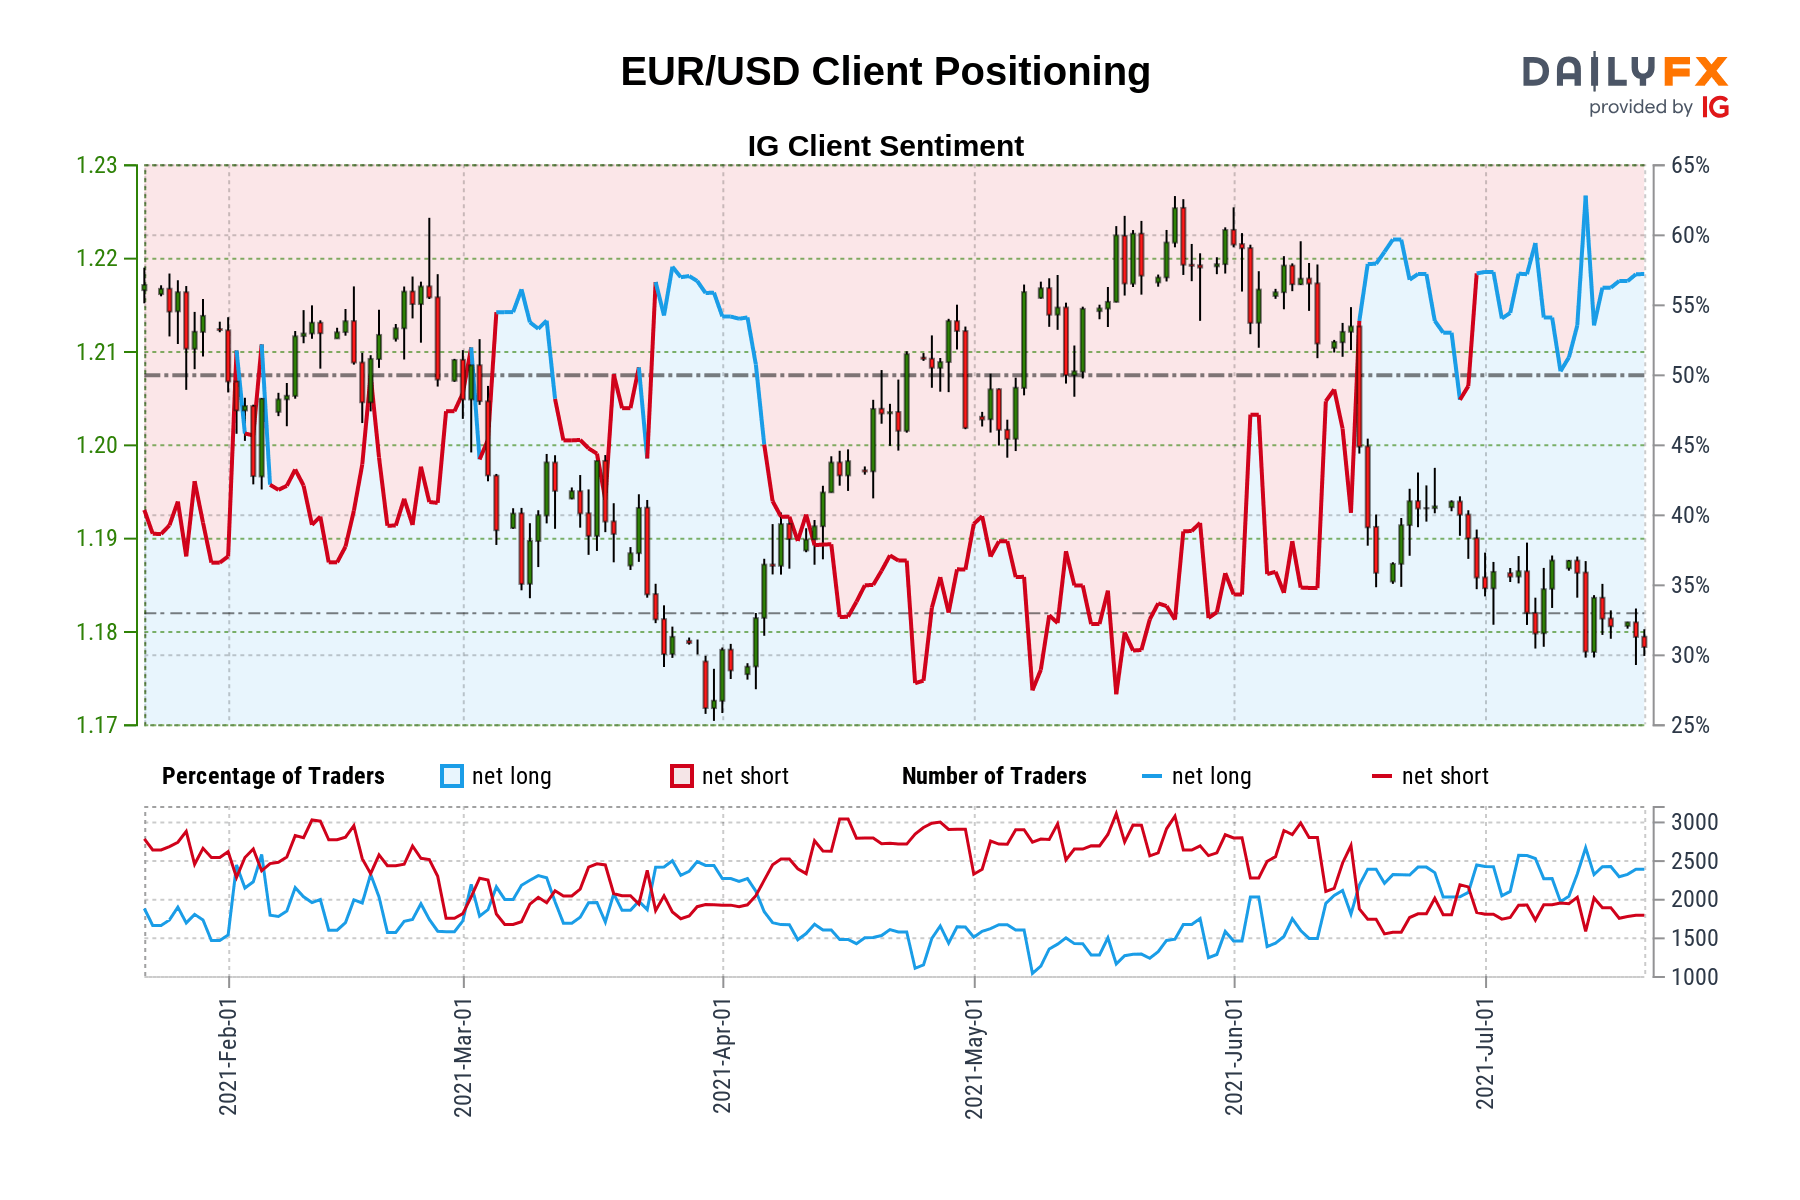 EUR/USD Client Positioning
DAILYFX
provided by IG
IG Client Sentiment
1.23
1.22
1.21
1.20
1.19
1.18
1.17
65%
60%
55%
50%
45%
40%
35%
30%
25%
Percentage of Traders net long net short Number of Traders net long net short
3000
2500
2000
1500
1000
2021-Feb-01
2021-Mar-01
2021-Apr-01
2021-May-01
2021-Jun-01
2021-Jul-01